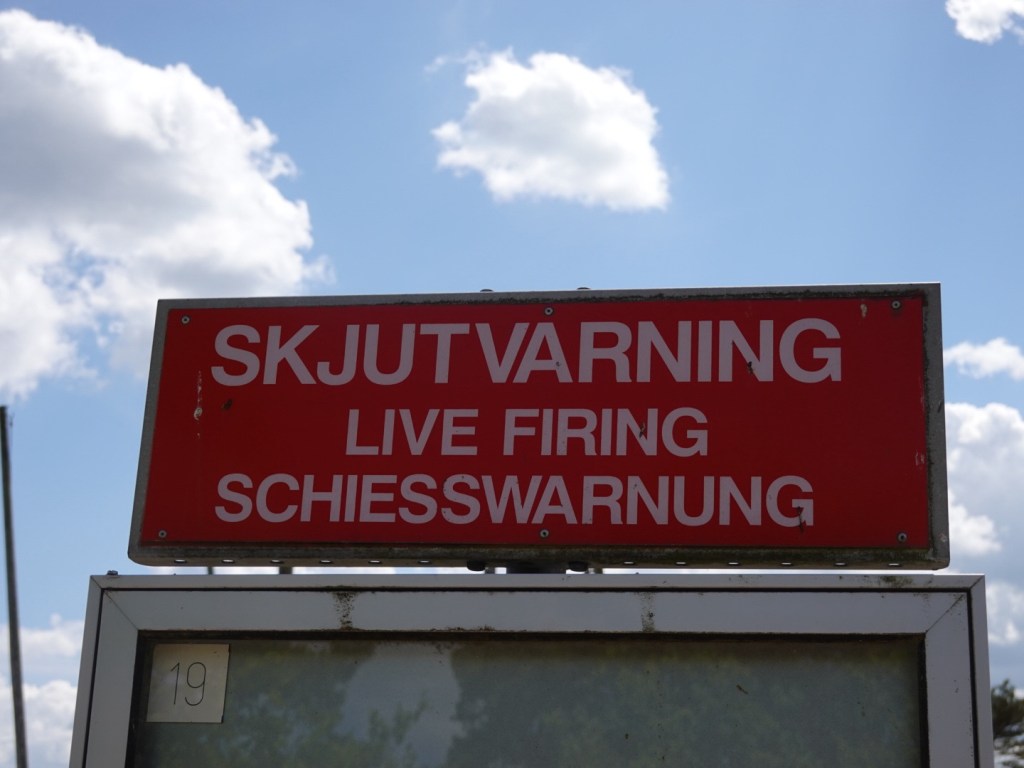 SKJUTVARNING
LIVE FIRING
SCHIESSWARNUNG
19